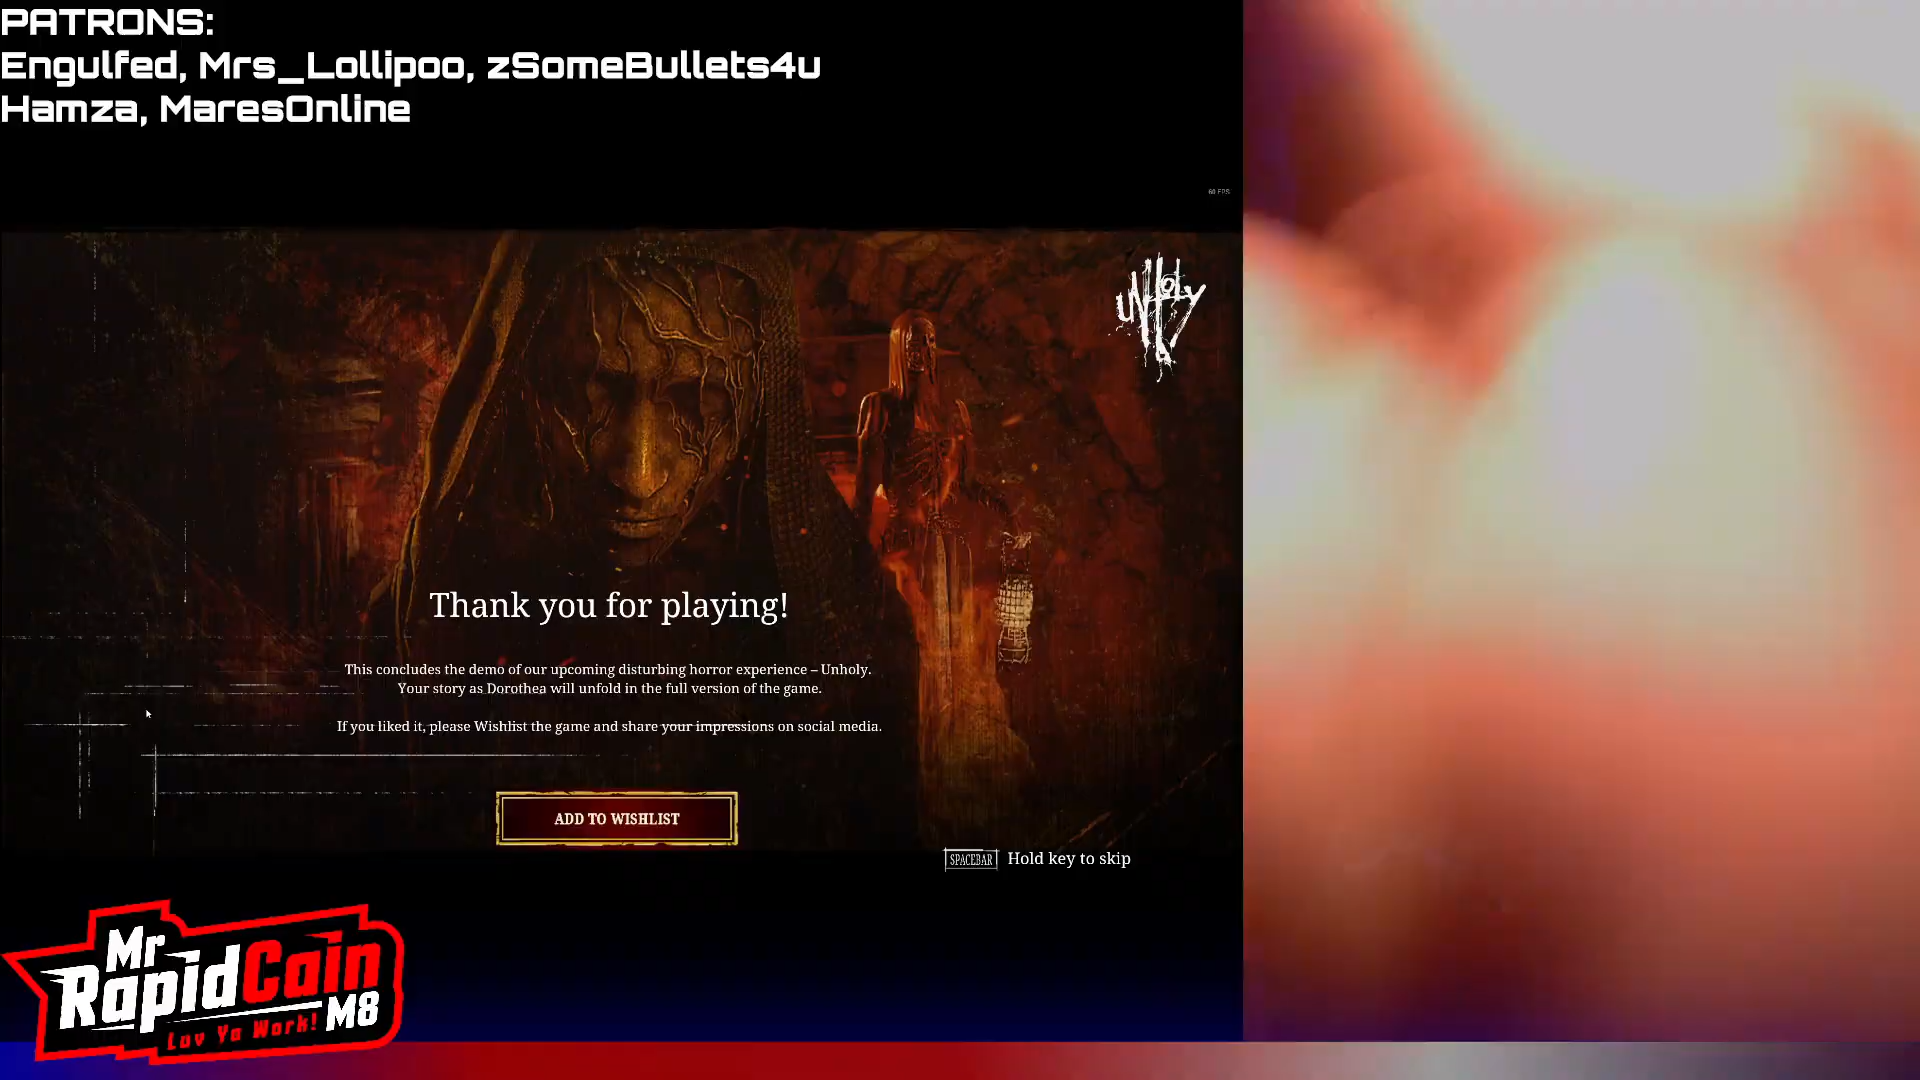 PATRONS:
Engulfed, Mrs_Lollipoo, zSomeBullets4u
Hamza, MaresOnline
60 FPS
UNHOLY
Thank you for playing!
This concludes the demo of our upcoming disturbing horror experience – Unholy.
Your story as Dorothea will unfold in the full version of the game.
If you liked it, please Wishlist the game and share your impressions on social media.
ADD TO WISHLIST
SPACEBAR Hold key to skip
Mr
RapidCain
Luv Ya Work! M8